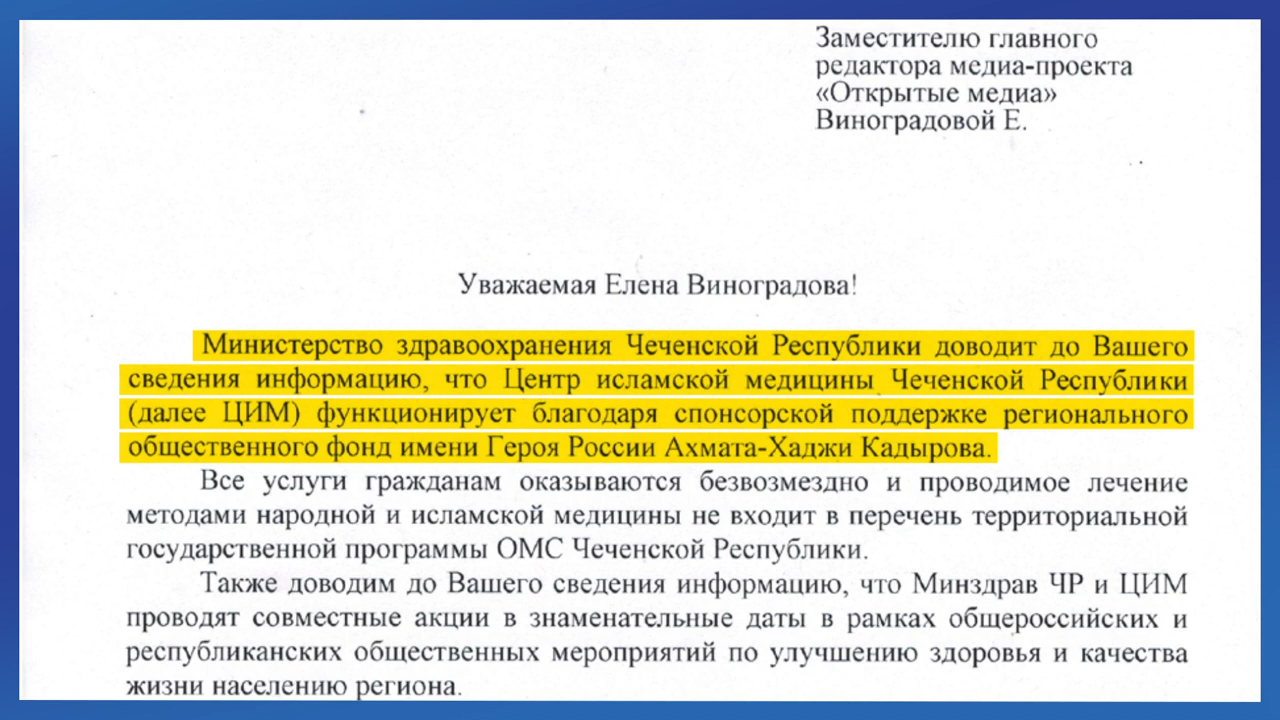 Заместителю главного
редактора медиа-проекта
«Открытые медиа»
Виноградовой Е.
Уважаемая Елена Виноградова!
Министерство здравоохранения Чеченской Республики доводит до Вашего
сведения информацию, что Центр исламской медицины Чеченской Республики
(далее ЦИМ) функционирует благодаря спонсорской поддержке регионального
общественного фонд имени Героя России Ахмата-Хаджи Кадырова.
Все услуги гражданам оказываются безвозмездно и проводимое лечение
методами народной и исламской медицины не входит в перечень территориальной
государственной программы ОМС Чеченской Республики.
Также доводим до Вашего сведения информацию, что Минздрав ЧР и ЦИМ
проводят совместные акции в знаменательные даты в рамках общероссийских и
республиканских общественных мероприятий по улучшению здоровья и качества
жизни населению региона.